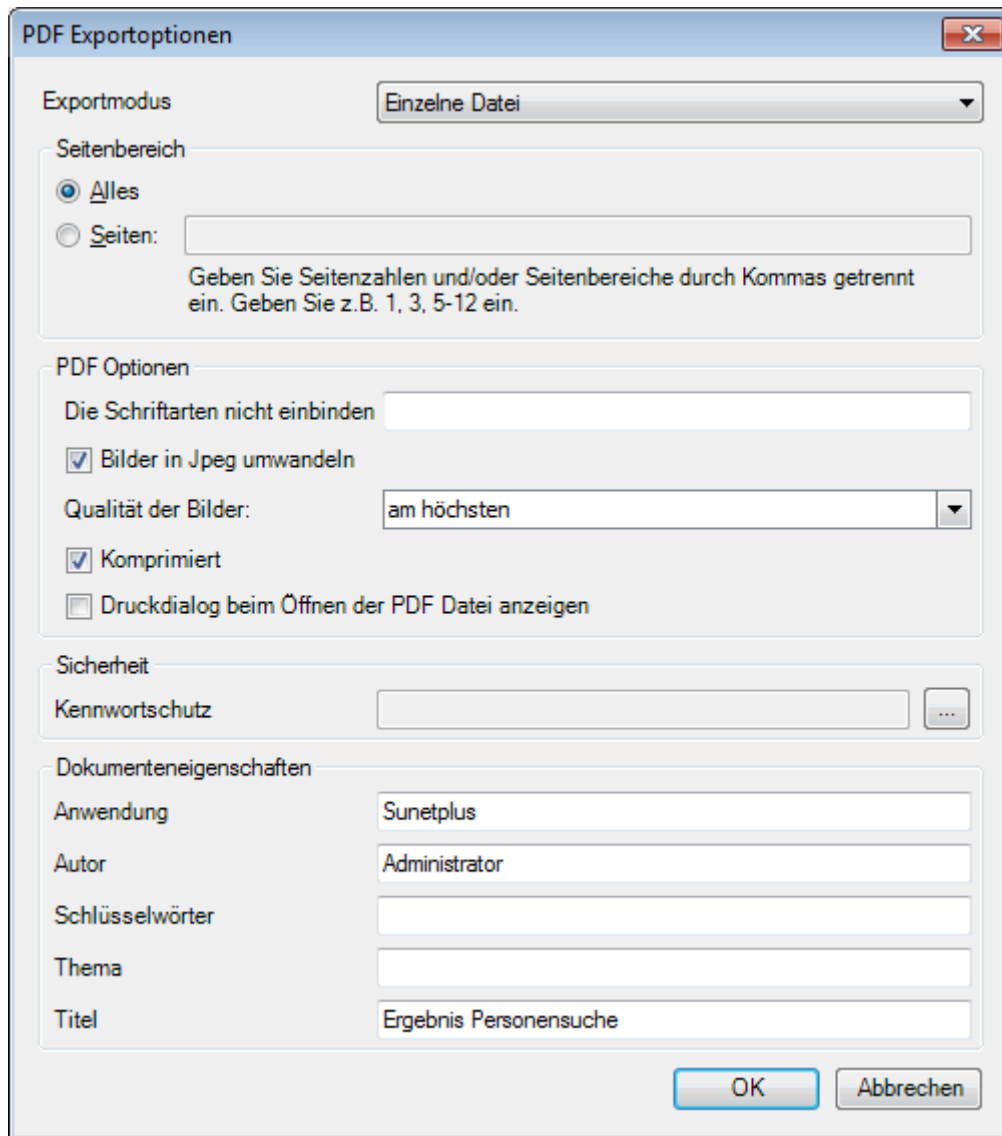 PDF Exportoptionen
Exportmodus Einzelne Datei
Seitenbereich
Alles
Seiten:
Geben Sie Seitenzahlen und/oder Seitenbereiche durch Kommas getrennt
ein. Geben Sie z.B. 1, 3, 5-12 ein.
PDF Optionen
Die Schriftarten nicht einbinden
Bilder in Jpeg umwandeln
Qualität der Bilder: am höchsten
Komprimiert
Druckdialog beim Öffnen der PDF Datei anzeigen
Sicherheit
Kennwortschutz ...
Dokumenteneigenschaften
Anwendung Sunetplus
Autor Administrator
Schlüsselwörter
Thema
Titel Ergebnis Personensuche
OK Abbrechen